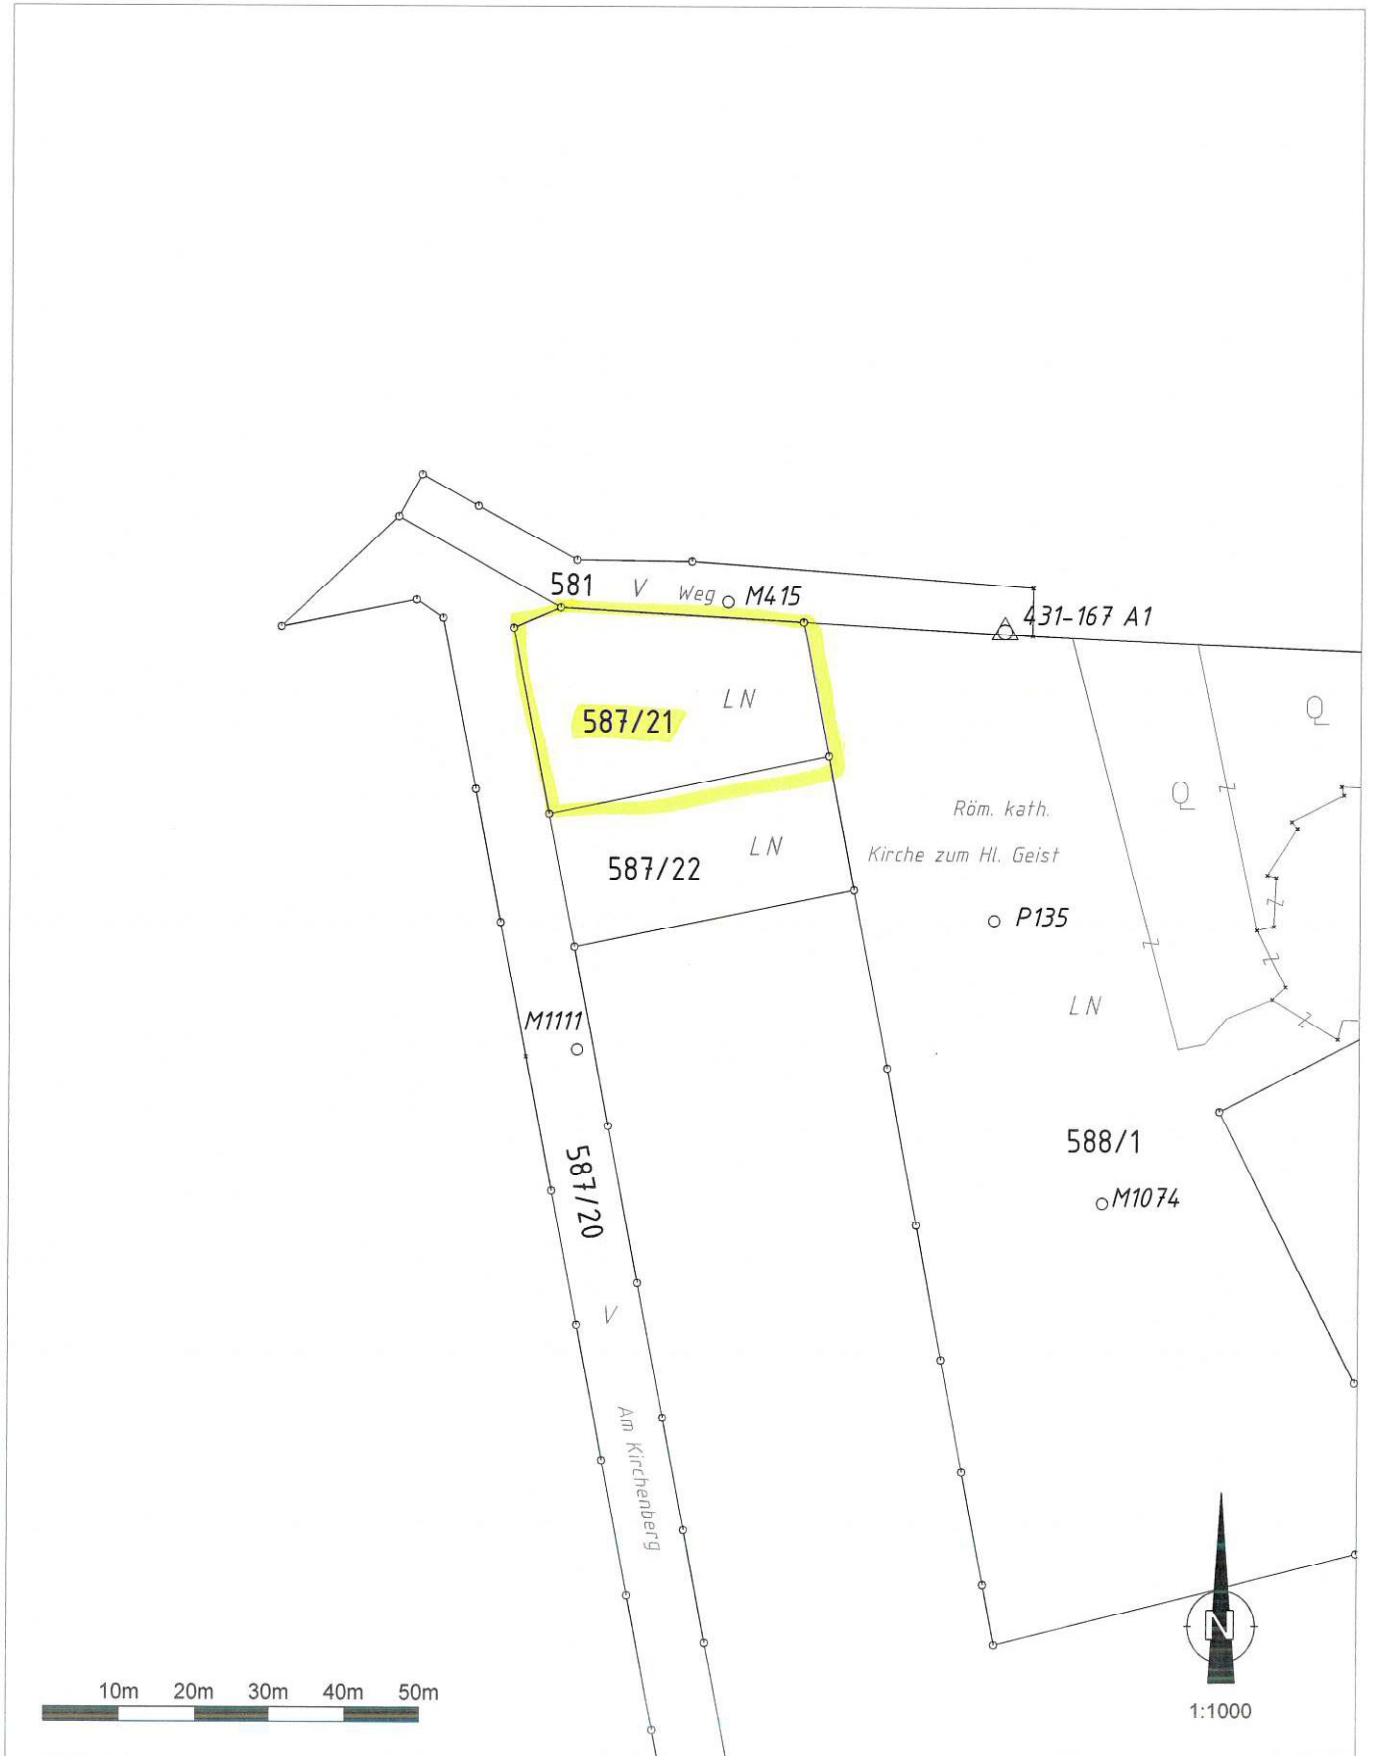 581 V Weg M415
431-167 A1
LN
587/21
Röm. kath.
LN
Kirche zum Hl. Geist
587/22
P135
LN
M1111
588/1
587/20
M1074
V
Am Kirchenberg
N
10m 20m 30m 40m 50m
1:1000